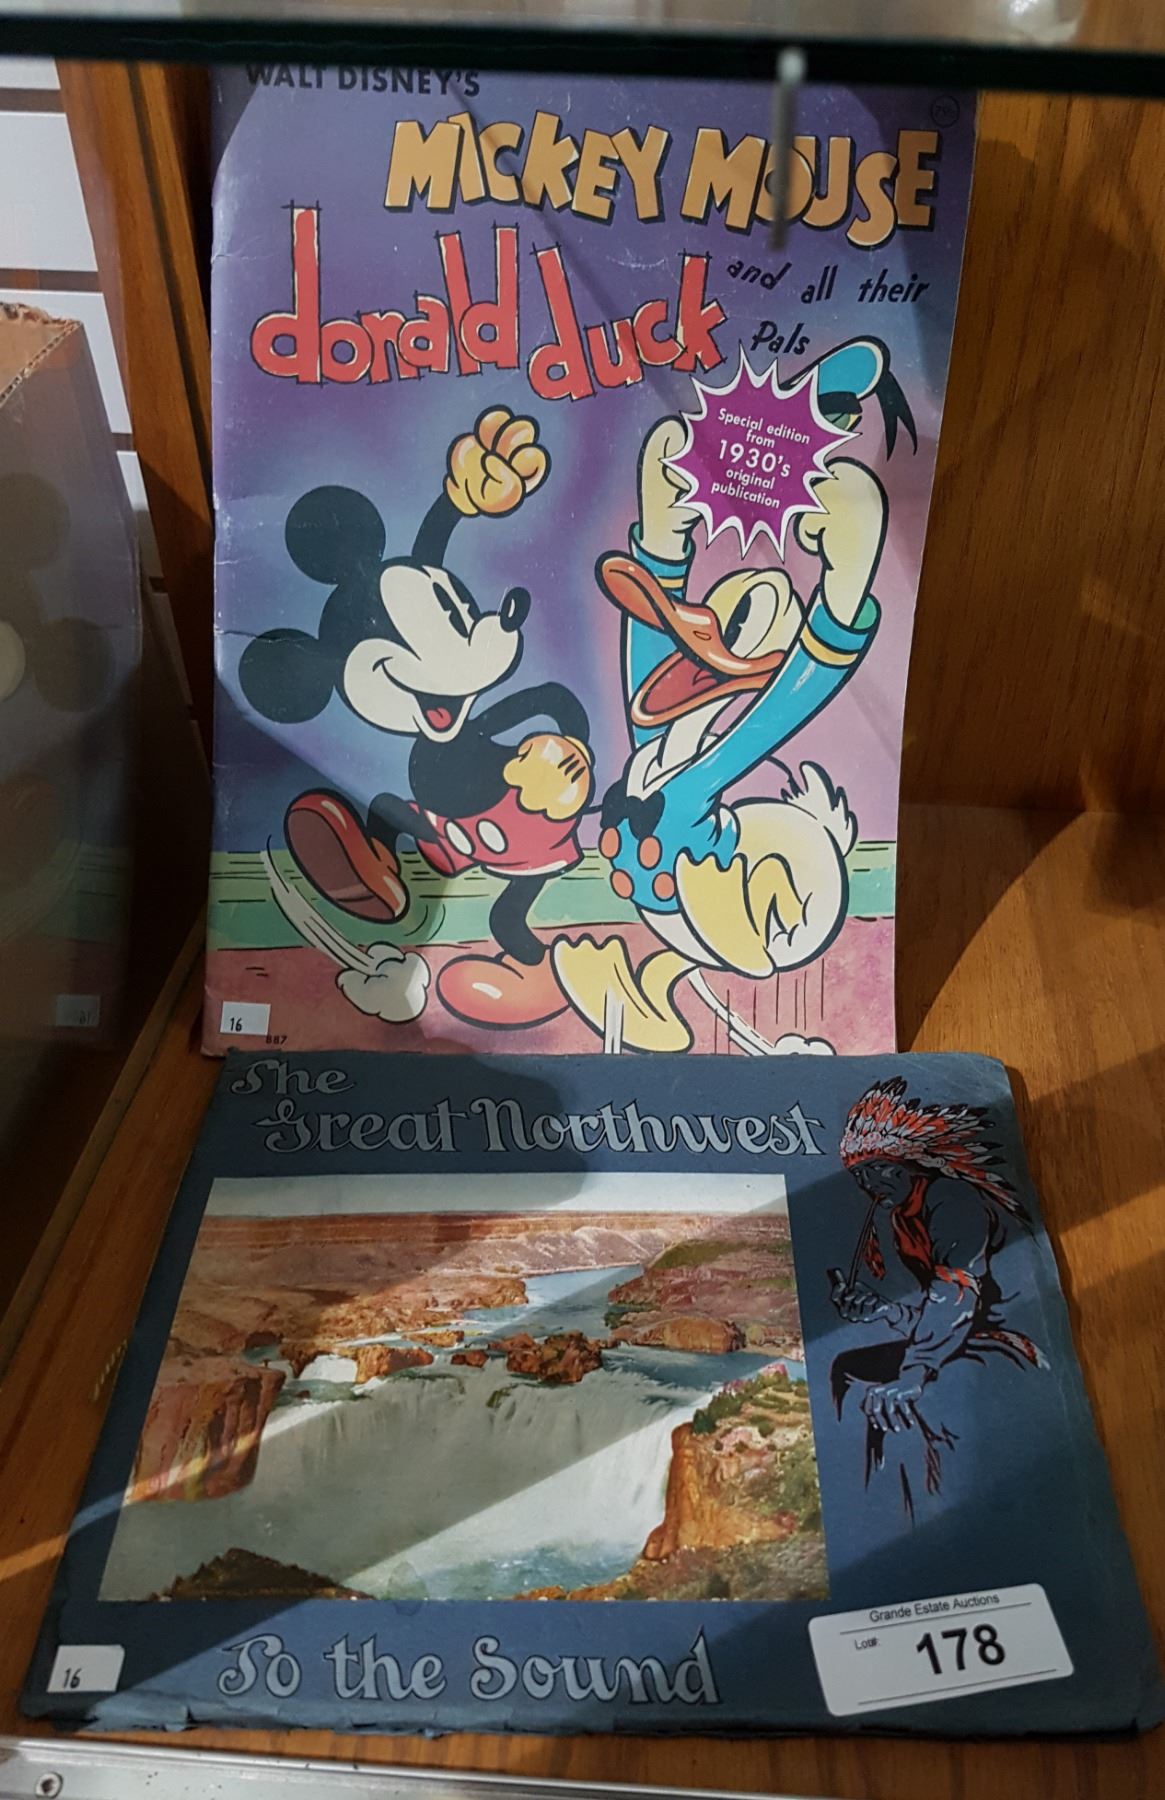 WALT DISNEY'S
79¢
MICKEY MOUSE
donald duck
and all their
Pals
Special edition
from
1930's
original
publication
16
887
The
Great Northwest
To the Sound
16
Grande Estate Auctions
Lot#:
178